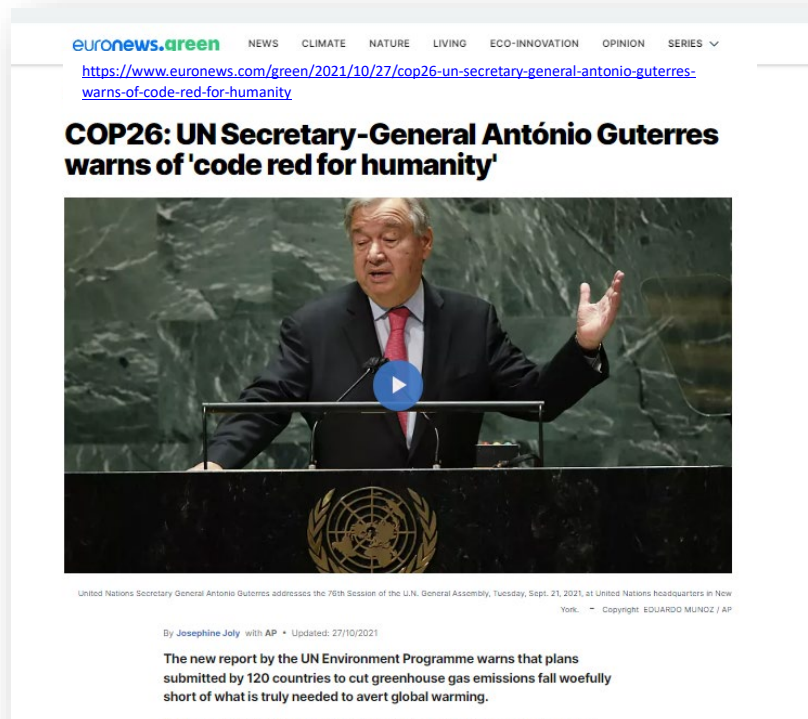 euronews.green NEWS CLIMATE NATURE LIVING ECO-INNOVATION OPINION SERIES
https://www.euronews.com/green/2021/10/27/cop26-un-secretary-general-antonio-guterres-
warns-of-code-red-for-humanity
COP26: UN Secretary-General António Guterres
warns of 'code red for humanity'
United Nations Secretary General Antonio Guterres addresses the 76th Session of the U.N. General Assembly, Tuesday, Sept. 21, 2021, at United Nations headquarters in New
York. – Copyright EDUARDO MUNOZ / AP
By Josephine Joly with AP • Updated: 27/10/2021
The new report by the UN Environment Programme warns that plans
submitted by 120 countries to cut greenhouse gas emissions fall woefully
short of what is truly needed to avert global warming.